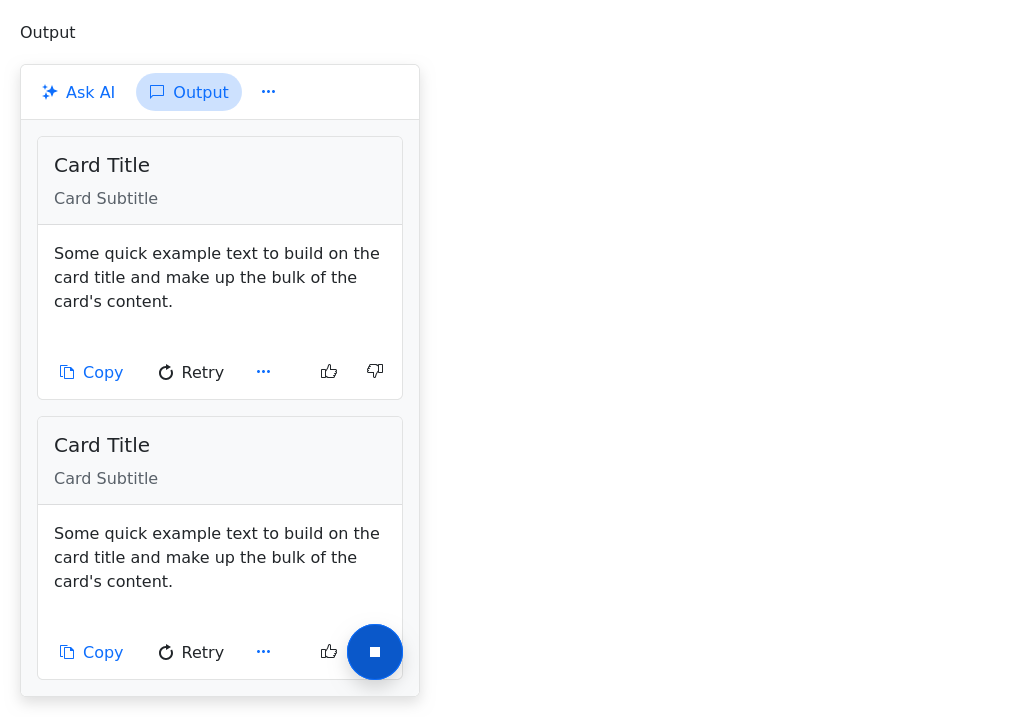 Output
Ask AI Output
Card Title
Card Subtitle
Some quick example text to build on the
card title and make up the bulk of the
card's content.
Copy Retry
Card Title
Card Subtitle
Some quick example text to build on the
card title and make up the bulk of the
card's content.
Copy Retry